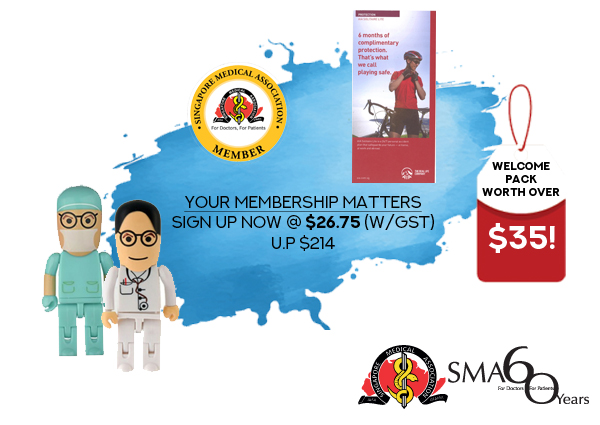 SINGAPORE MEDICAL ASSOCIATION
For Doctors, For Patients
MEMBER
PROTECTION
6 months of
complimentary
protection.
That's what
we call
playing safe.
WELCOME
PACK
WORTH OVER
$35!
YOUR MEMBERSHIP MATTERS
SIGN UP NOW @ $26.75 (W/GST)
U.P $214
SINGAPORE MEDICAL ASSOCIATION
SMA60
For Doctors For Patients
Years